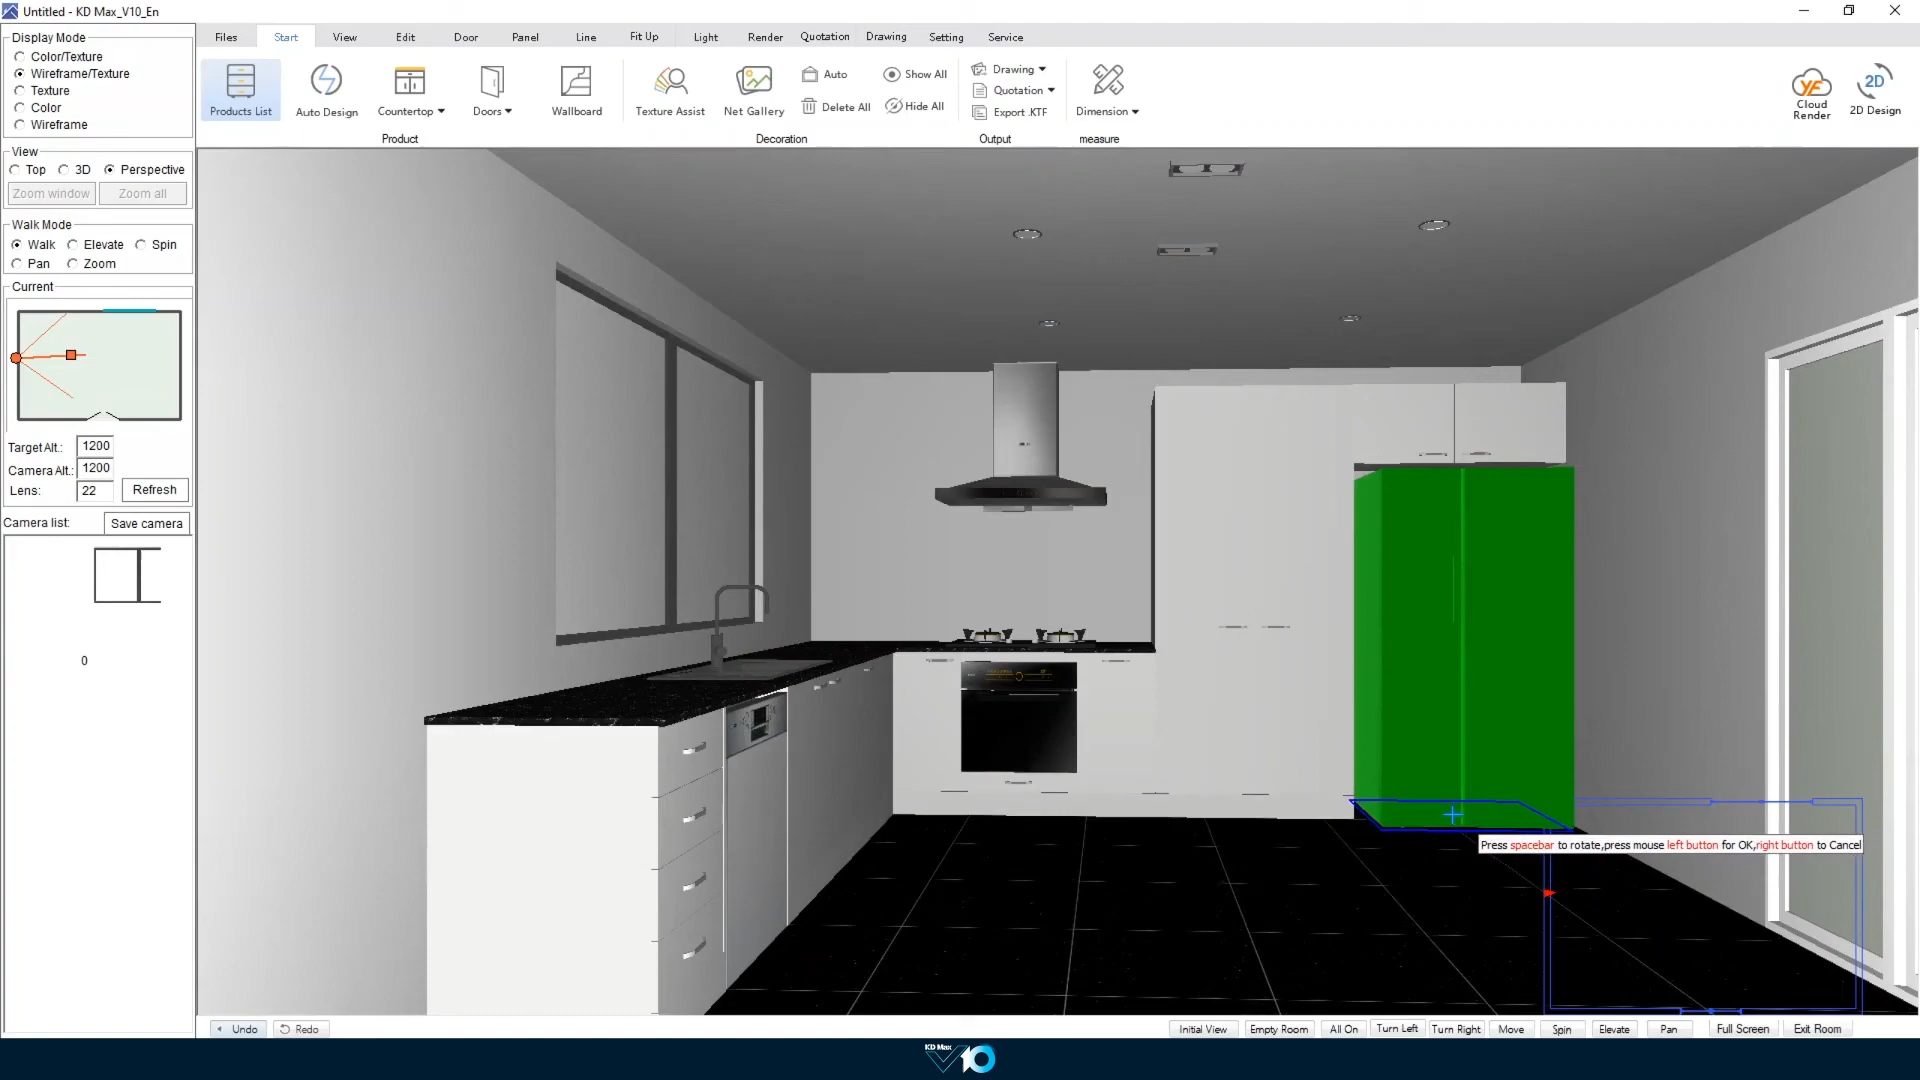 Untitled - KD Max_V10_En
Display Mode
Color/Texture
Wireframe/Texture
Texture
Color
Wireframe
View
Top 3D Perspective
Zoom window Zoom all
Walk Mode
Walk Elevate Spin
Pan Zoom
Current
Target Alt.: 1200
Camera Alt.: 1200
Lens: 22 Refresh
Camera list: Save camera
0
Files Start View Edit Door Panel Line Fit Up Light Render Quotation Drawing Setting Service
Products List Auto Design Countertop Doors Wallboard
Product
Texture Assist Net Gallery Auto Show All
Delete All Hide All
Decoration
Drawing
Quotation
Export .KTF
Output
Dimension
measure
Cloud Render
2D
2D Design
Press spacebar to rotate,press mouse left button for OK,right button to Cancel
Undo Redo Initial View Empty Room All On Turn Left Turn Right Move Spin Elevate Pan Full Screen Exit Room
KD Max
V10